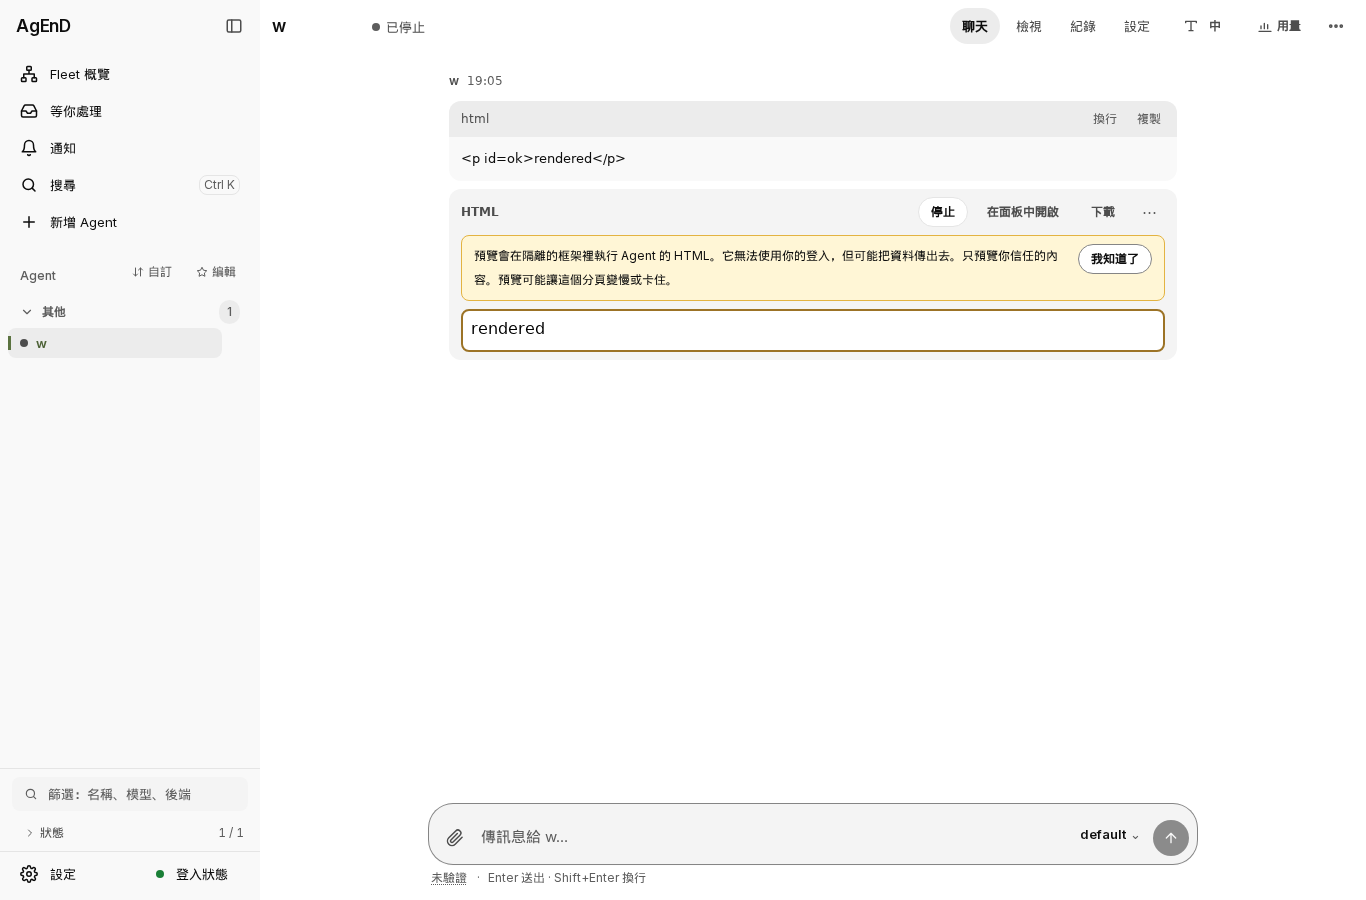 AgEnD
Fleet 概覽
等你處理
通知
搜尋 Ctrl K
新增 Agent
Agent 自訂 編輯
其他 1
w
篩選：名稱、模型、後端
狀態 1 / 1
設定 登入狀態
w 已停止 聊天 檢視 紀錄 設定 中 用量
w 19:05
html 換行 複製
<p id=ok>rendered</p>
HTML 停止 在面板中開啟 下載 ···
預覽會在隔離的框架裡執行 Agent 的 HTML。它無法使用你的登入，但可能把資料傳出去。只預覽你信任的內 我知道了
容。預覽可能讓這個分頁變慢或卡住。
rendered
傳訊息給 w... default
未驗證 · Enter 送出 · Shift+Enter 換行